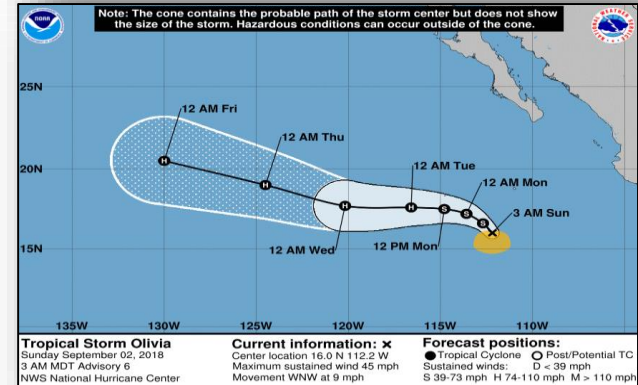 Note: The cone contains the probable path of the storm center but does not show
the size of the storm. Hazardous conditions can occur outside of the cone.
NOAA
25N
20N
15N
12 AM Fri
12 AM Thu
12 AM Tue
12 AM Mon
3 AM Sun
12 PM Mon
12 AM Wed
H
H
H
H
S
S
S
135W
130W
125W
120W
115W
110W
Tropical Storm Olivia
Sunday September 02, 2018
3 AM MDT Advisory 6
NWS National Hurricane Center
Current information: ×
Center location 16.0 N 112.2 W
Maximum sustained wind 45 mph
Movement WNW at 9 mph
Forecast positions:
● Tropical Cyclone ○ Post/Potential TC
Sustained winds: D < 39 mph
S 39-73 mph H 74-110 mph M > 110 mph